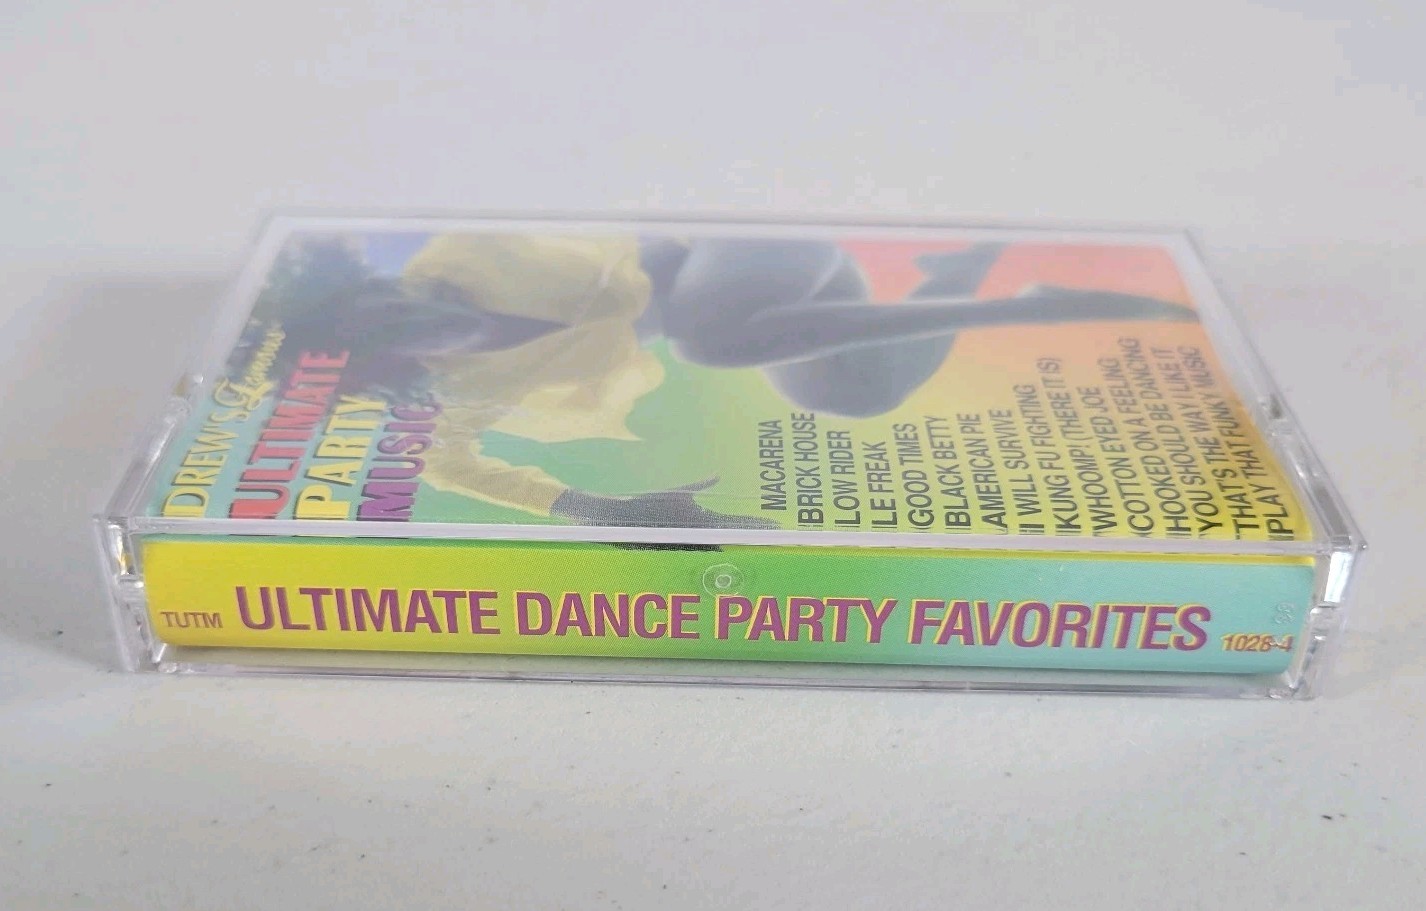 DREW'S Famous
ULTIMATE
PARTY
MUSIC
MACARENA
BRICK HOUSE
LOW RIDER
LE FREAK
GOOD TIMES
BLACK BETTY
AMERICAN PIE
I WILL SURVIVE
KUNG FU FIGHTING
WHOOMP! (THERE IT IS)
COTTON EYED JOE
HOOKED ON A FEELING
YOU SHOULD BE DANCING
THAT'S THE WAY I LIKE IT
PLAY THAT FUNKY MUSIC
TUTM ULTIMATE DANCE PARTY FAVORITES 1028-4